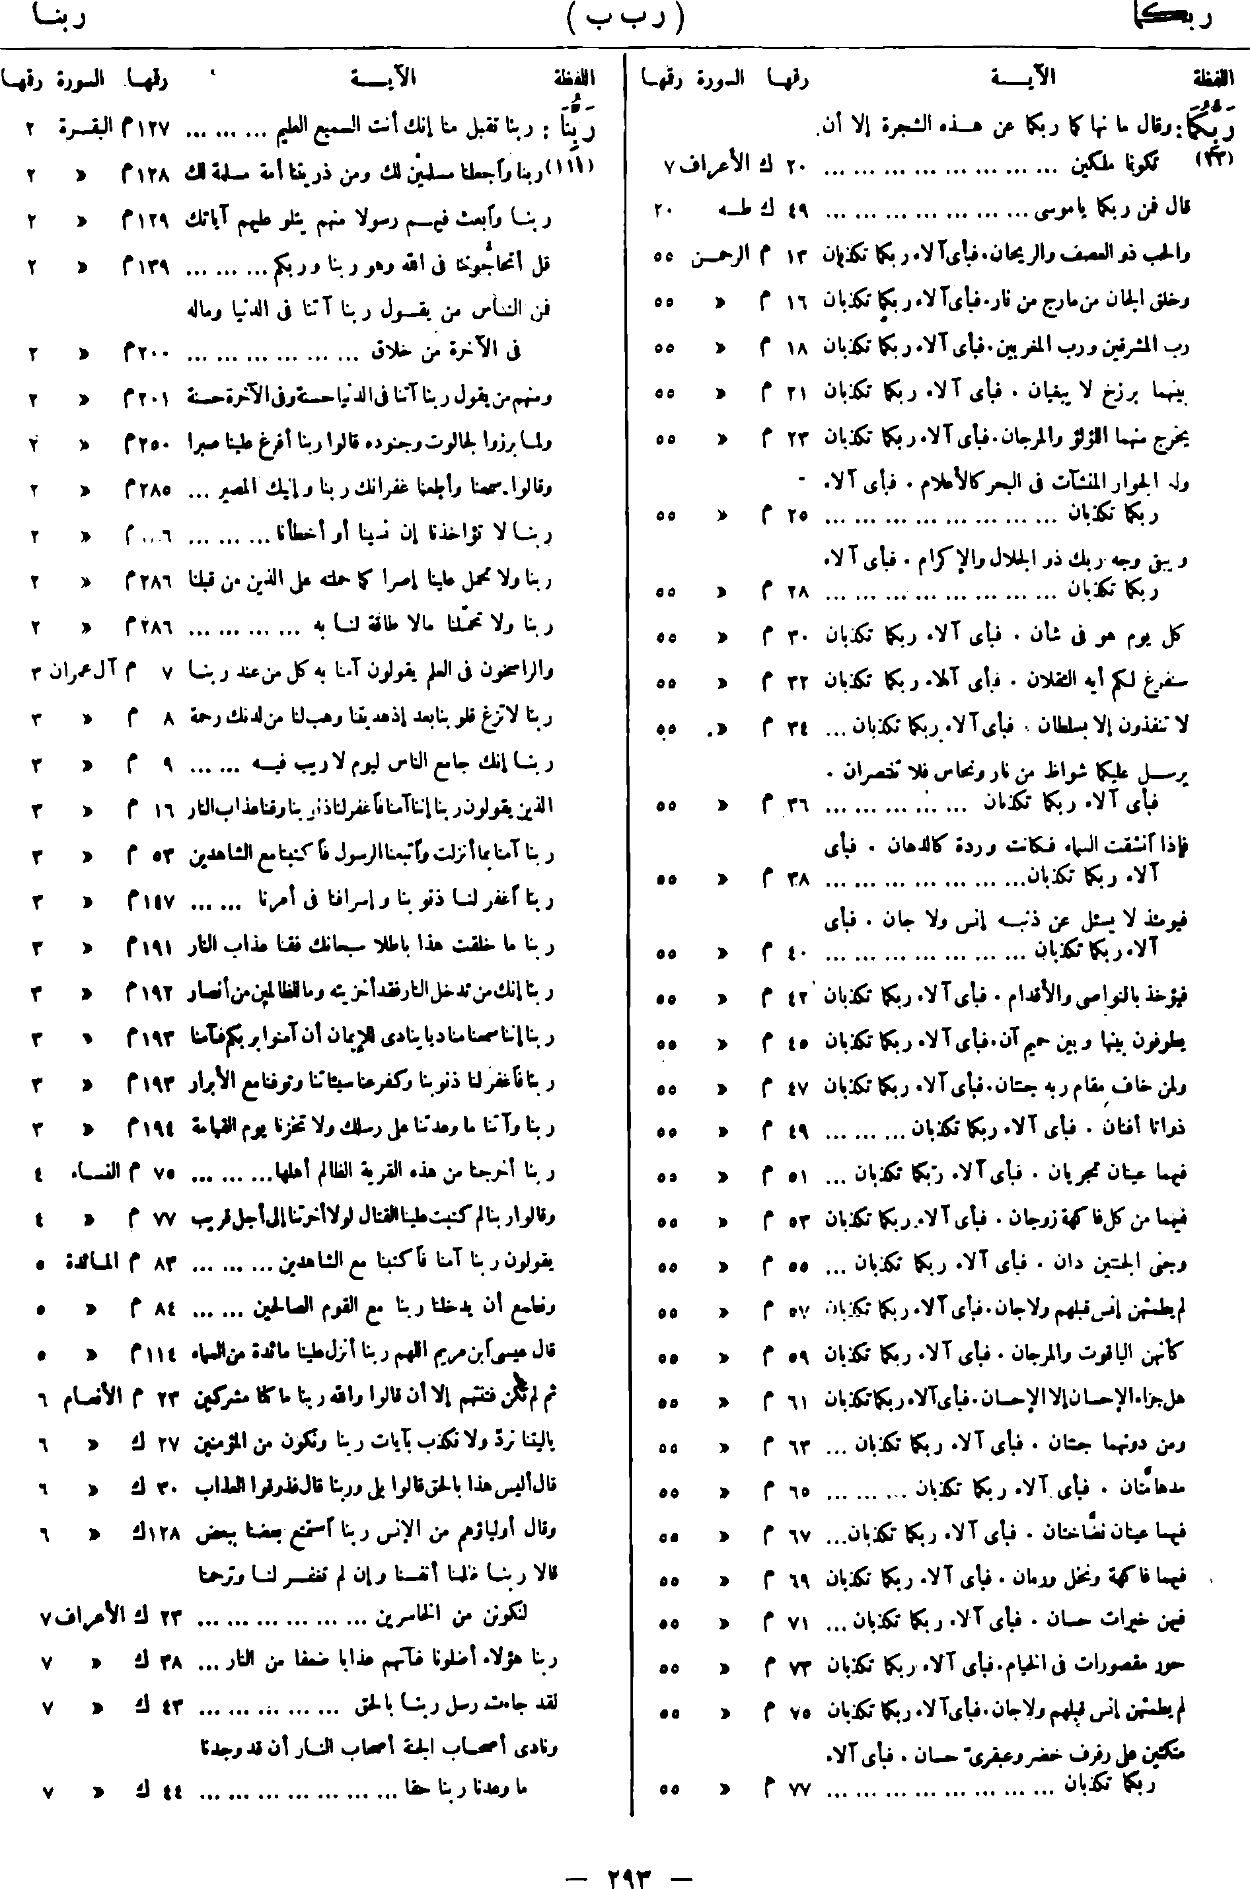 ربكما ( ر ب ب ) ربنا
اللفظة الآيــة رقها السورة رقها
رَبُّكُمَا : وقال ما نهاكما ربكما عن هذه الشجرة إلا أن
(٣٣) تكونا ملكين ... ... ... ... ... ... ... ... ٢٠ ك الأعراف ٧
قال فمن ربكما ياموسى ... ... ... ... ... ... ... ٤٩ ك طه ٢٠
والحب ذو العصف والريحان . فبأى آلاء ربكما تكذبان ١٣ م الرحمن ٥٥
وخلق الجان من مارج من نار . فبأى آلاء ربكما تكذبان ١٦ م » ٥٥
رب المشرقين ورب المغربين . فبأى آلاء ربكما تكذبان ١٨ م » ٥٥
بينهما برزخ لا يبغيان . فبأى آلاء ربكما تكذبان ٢١ م » ٥٥
يخرج منهما اللؤلؤ والمرجان . فبأى آلاء ربكما تكذبان ٢٣ م » ٥٥
وله الجوار المنشآت فى البحر كالأعلام . فبأى آلاء
ربكما تكذبان ... ... ... ... ... ... ... ... ٢٥ م » ٥٥
ويبقى وجه ربك ذو الجلال والإكرام . فبأى آلاء
ربكما تكذبان ... ... ... ... ... ... ... ... ٢٨ م » ٥٥
كل يوم هو فى شأن . فبأى آلاء ربكما تكذبان ٣٠ م » ٥٥
سنفرغ لكم أيه الثقلان . فبأى آلاء ربكما تكذبان ٣٢ م » ٥٥
لا تنفذون إلا بسلطان . فبأى آلاء ربكما تكذبان ... ٣٤ م » ٥٥
يرسل عليكما شواظ من نار ونحاس فلا تنتصران .
فبأى آلاء ربكما تكذبان ... ... ... ... ... ٣٦ م » ٥٥
فإذا انشقت السماء فكانت وردة كالدهان . فبأى
آلاء ربكما تكذبان ... ... ... ... ... ... ... ٣٨ م » ٥٥
فيومئذ لا يسئل عن ذنبه إنس ولا جان . فبأى
آلاء ربكما تكذبان ... ... ... ... ... ... ... ٤٠ م » ٥٥
فيؤخذ بالنواصى والأقدام . فبأى آلاء ربكما تكذبان ٤٢ م » ٥٥
يطوفون بينها وبين حميم آن . فبأى آلاء ربكما تكذبان ٤٥ م » ٥٥
ولمن خاف مقام ربه جنتان . فبأى آلاء ربكما تكذبان ٤٧ م » ٥٥
ذواتا أفنان . فبأى آلاء ربكما تكذبان ... ... ... ٤٩ م » ٥٥
فيهما عينان تجريان . فبأى آلاء ربكما تكذبان ... ٥١ م » ٥٥
فيهما من كل فاكهة زوجان . فبأى آلاء ربكما تكذبان ٥٣ م » ٥٥
وجنى الجنتين دان . فبأى آلاء ربكما تكذبان ... ٥٥ م » ٥٥
لم يطمثهن إنس قبلهم ولاجان . فبأى آلاء ربكما تكذبان ٥٧ م » ٥٥
كأنهن الياقوت والمرجان . فبأى آلاء ربكما تكذبان ٥٩ م » ٥٥
هل جزاء الإحسان إلا الإحسان . فبأى آلاء ربكما تكذبان ٦١ م » ٥٥
ومن دونهما جنتان . فبأى آلاء ربكما تكذبان ... ٦٣ م » ٥٥
مدهامّتان . فبأى آلاء ربكما تكذبان ... ... ... ٦٥ م » ٥٥
فيهما عينان نضّاختان . فبأى آلاء ربكما تكذبان ... ٦٧ م » ٥٥
فيهما فاكهة ونخل ورمان . فبأى آلاء ربكما تكذبان ٦٩ م » ٥٥
فيهن خيرات حسان . فبأى آلاء ربكما تكذبان ... ٧١ م » ٥٥
حور مقصورات فى الخيام . فبأى آلاء ربكما تكذبان ٧٣ م » ٥٥
لم يطمثهن إنس قبلهم ولاجان . فبأى آلاء ربكما تكذبان ٧٥ م » ٥٥
متكئين على رفرف خضر وعبقرىّ حسان . فبأى آلاء
ربكما تكذبان ... ... ... ... ... ... ... ... ٧٧ م » ٥٥
اللفظة الآيــة رقها السورة رقها
رَبَّنَا : ربنا تقبل منا إنك أنت السميع العليم ... ... ... ١٢٧ م البقرة ٢
(١١١) ربنا وآجعلنا مسلمَيْن لك ومن ذريتنا أمة مسلمة لك ١٢٨ م » ٢
ربنا وآبعث فيهم رسولا منهم يتلو عليهم آياتك ١٢٩ م » ٢
قل أتحاجُّوننا فى الله وهو ربنا وربكم ... ... ... ١٣٩ م » ٢
فمن الناس من يقول ربنا آتنا فى الدنيا وماله
فى الآخرة من خلاق ... ... ... ... ... ... ٢٠٠ م » ٢
ومنهم من يقول ربنا آتنا فى الدنيا حسنة وفى الآخرة حسنة ٢٠١ م » ٢
ولما برزوا لجالوت وجنوده قالوا ربنا أفرغ علينا صبرا ٢٥٠ م » ٢
وقالوا سمعنا وأطعنا غفرانك ربنا وإليك المصير ... ٢٨٥ م » ٢
ربنا لا تؤاخذنا إن نسينا أو أخطأنا ... ... ... ٦... م » ٢
ربنا ولا تحمل علينا إصرا كما حملته على الذين من قبلنا ٢٨٦ م » ٢
ربنا ولا تحمّلنا مالا طاقة لنا به ... ... ... ... ٢٨٦ م » ٢
والراسخون فى العلم يقولون آمنا به كل من عند ربنا ٧ م آل عمران ٣
ربنا لا تزغ قلوبنا بعد إذ هديتنا وهب لنا من لدنك رحمة ٨ م » ٣
ربنا إنك جامع الناس ليوم لا ريب فيه ... ... ٩ م » ٣
الذين يقولون ربنا إننا آمنا فآغفر لنا ذنوبنا وقنا عذاب النار ١٦ م » ٣
ربنا آمنا بما أنزلت وآتبعنا الرسول فآكتبنا مع الشاهدين ٥٣ م » ٣
ربنا آغفر لنا ذنوبنا وإسرافنا فى أمرنا ... ... ١٤٧ م » ٣
ربنا ما خلقت هذا باطلا سبحانك فقنا عذاب النار ١٩١ م » ٣
ربنا إنك من تدخل النار فقد أخزيته وما للظالمين من أنصار ١٩٢ م » ٣
ربنا إننا سمعنا مناديا ينادى للإيمان أن آمنوا بربكم فآمنا ١٩٣ م » ٣
ربنا فآغفر لنا ذنوبنا وكفر عنا سيئاتنا وتوفنا مع الأبرار ١٩٣ م » ٣
ربنا وآتنا ما وعدتنا على رسلك ولا تخزنا يوم القيامة ١٩٤ م » ٣
ربنا أخرجنا من هذه القرية الظالم أهلها ... ... ... ٧٥ م النساء ٤
وقالوا ربنا لم كتبت علينا القتال لولا أخرتنا إلى أجل قريب ٧٧ م » ٤
يقولون ربنا آمنا فآكتبنا مع الشاهدين ... ... ... ٨٣ م المائدة ٥
ونطمع أن يدخلنا ربنا مع القوم الصالحين ... ... ٨٤ م » ٥
قال عيسى آبن مريم اللهم ربنا أنزل علينا مائدة من السماء ١١٤ م » ٥
ثم لم تكن فتنتهم إلا أن قالوا والله ربنا ما كنا مشركين ٢٣ م الأنعام ٦
ياليتنا نردّ ولا نكذب بآيات ربنا ونكون من المؤمنين ٢٧ ك » ٦
قال أليس هذا بالحق قالوا بلى وربنا قال فذوقوا العذاب ٣٠ ك » ٦
وقال أولياؤهم من الإنس ربنا آستمتع بعضنا ببعض ١٢٨ ك » ٦
قالا ربنا ظلمنا أنفسنا وإن لم تغفر لنا وترحمنا
لنكونن من الخاسرين ... ... ... ... ... ... ٢٣ ك الأعراف ٧
ربنا هؤلاء أضلونا فآتهم عذابا ضعفا من النار ... ٣٨ ك » ٧
لقد جاءت رسل ربنا بالحق ... ... ... ... ... ٤٣ ك » ٧
ونادى أصحاب الجنة أصحاب النار أن قد وجدنا
ما وعدنا ربنا حقا ... ... ... ... ... ... ... ٤٤ ك » ٧
— ٢٩٣ —